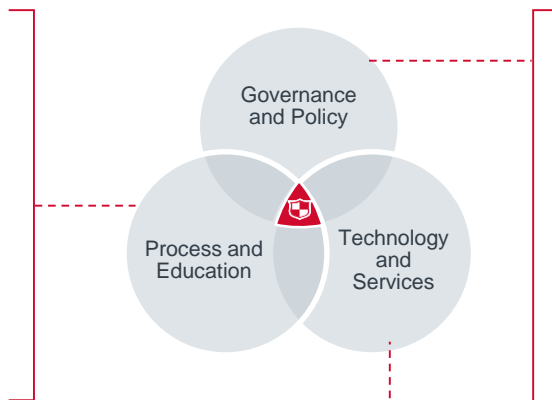 Governance
and Policy
Process and
Education
Technology
and
Services